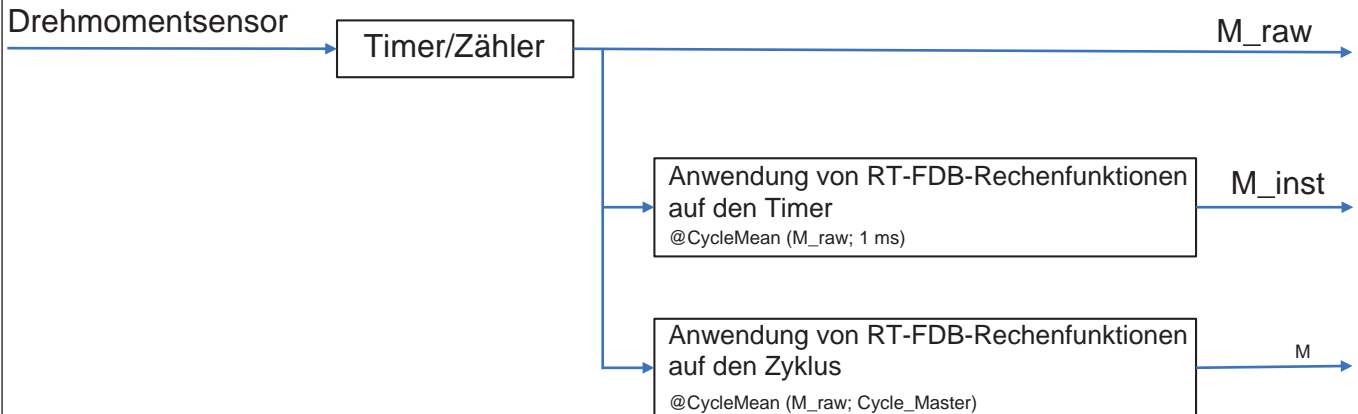 Drehmomentsensor
Timer/Zähler
M_raw
Anwendung von RT-FDB-Rechenfunktionen
auf den Timer
@CycleMean (M_raw; 1 ms)
M_inst
Anwendung von RT-FDB-Rechenfunktionen
auf den Zyklus
@CycleMean (M_raw; Cycle_Master)
M